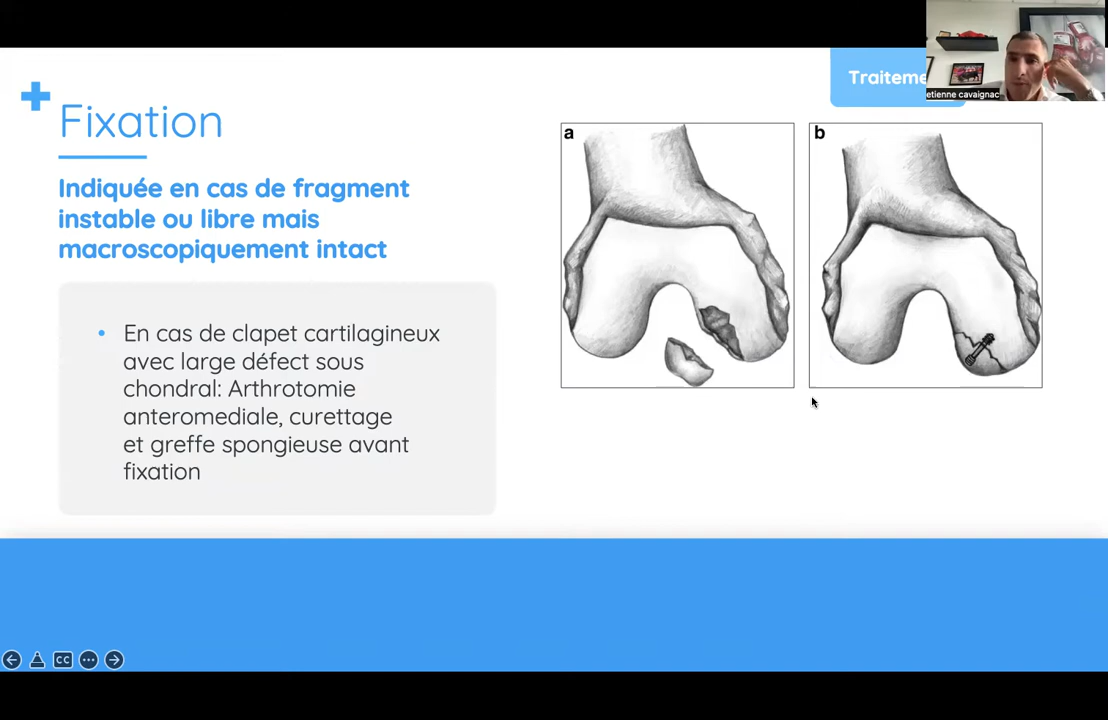 Traiteme
etienne cavaignac
Fixation
Indiquée en cas de fragment
instable ou libre mais
macroscopiquement intact
• En cas de clapet cartilagineux
avec large défect sous
chondral: Arthrotomie
anteromediale, curettage
et greffe spongieuse avant
fixation
a
b
CC